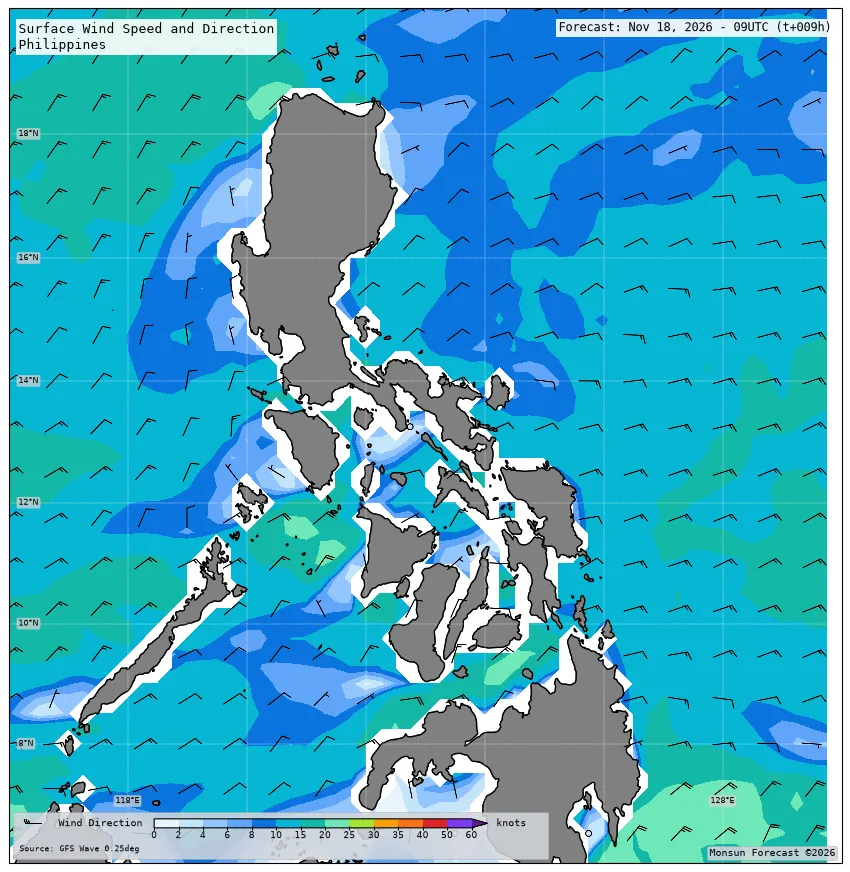 Surface Wind Speed and Direction
Philippines
Forecast: Nov 18, 2026 - 09UTC (t+009h)
18°N
16°N
14°N
12°N
10°N
8°N
118°E
128°E
Wind Direction
0 2 4 6 8 10 15 20 25 30 35 40 50 60
knots
Source: GFS Wave 0.25deg
Monsun Forecast ©2026